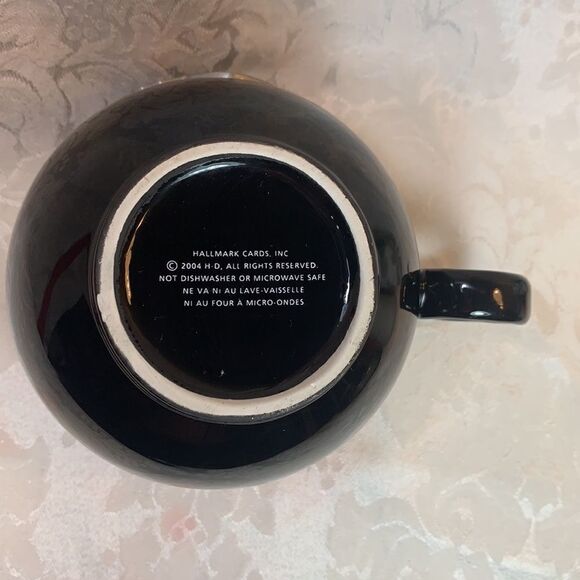 HALLMARK CARDS, INC
© 2004 H-D, ALL RIGHTS RESERVED.
NOT DISHWASHER OR MICROWAVE SAFE
NE VA Ni AU LAVE-VAISSELLE
NI AU FOUR À MICRO-ONDES